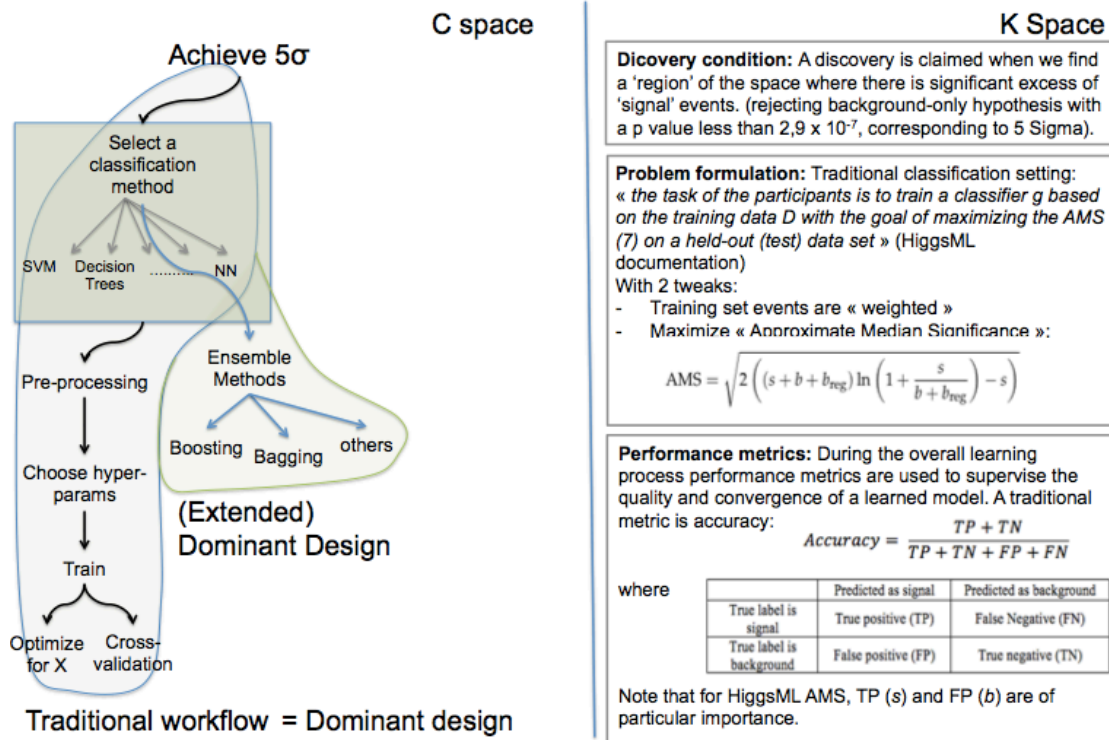 C space
Achieve 5σ
Select a
classification
method
SVM
Decision
Trees
..........
NN
Pre-processing
Ensemble
Methods
Boosting
Bagging
others
Choose hyper-
params
(Extended)
Dominant Design
Train
Optimize
for X
Cross-
validation
Traditional workflow = Dominant design
K Space
Dicovery condition: A discovery is claimed when we find
a 'region' of the space where there is significant excess of
'signal' events. (rejecting background-only hypothesis with
a p value less than 2,9 x 10⁻⁷, corresponding to 5 Sigma).
Problem formulation: Traditional classification setting:
« the task of the participants is to train a classifier g based
on the training data D with the goal of maximizing the AMS
(7) on a held-out (test) data set » (HiggsML
documentation)
With 2 tweaks:
- Training set events are « weighted »
- Maximize « Approximate Median Significance »:
AMS = √(2((s + b + b_reg) ln(1 + s/(b + b_reg)) − s))
Performance metrics: During the overall learning
process performance metrics are used to supervise the
quality and convergence of a learned model. A traditional
metric is accuracy:
Accuracy = (TP + TN)/(TP + TN + FP + FN)
where
Predicted as signal Predicted as background
True label is
signal
True positive (TP) False Negative (FN)
True label is
background
False positive (FP) True negative (TN)
Note that for HiggsML AMS, TP (s) and FP (b) are of
particular importance.